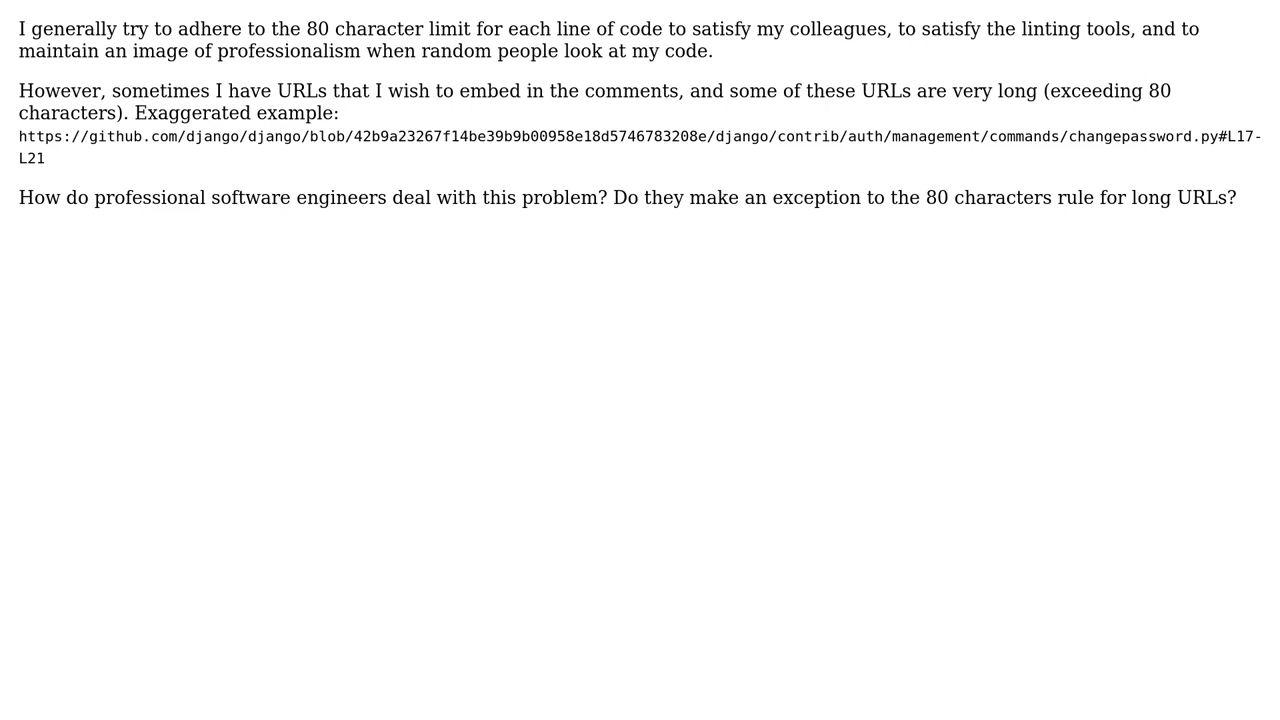 I generally try to adhere to the 80 character limit for each line of code to satisfy my colleagues, to satisfy the linting tools, and to
maintain an image of professionalism when random people look at my code.
However, sometimes I have URLs that I wish to embed in the comments, and some of these URLs are very long (exceeding 80
characters). Exaggerated example:
https://github.com/django/django/blob/42b9a23267f14be39b9b00958e18d5746783208e/django/contrib/auth/management/commands/changepassword.py#L17-
L21
How do professional software engineers deal with this problem? Do they make an exception to the 80 characters rule for long URLs?